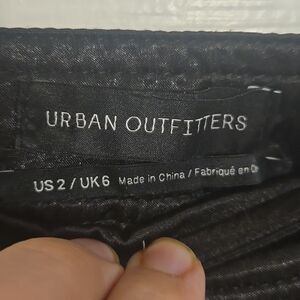 URBAN OUTFITTERS
US 2 / UK 6 Made in China / Fabriqué en